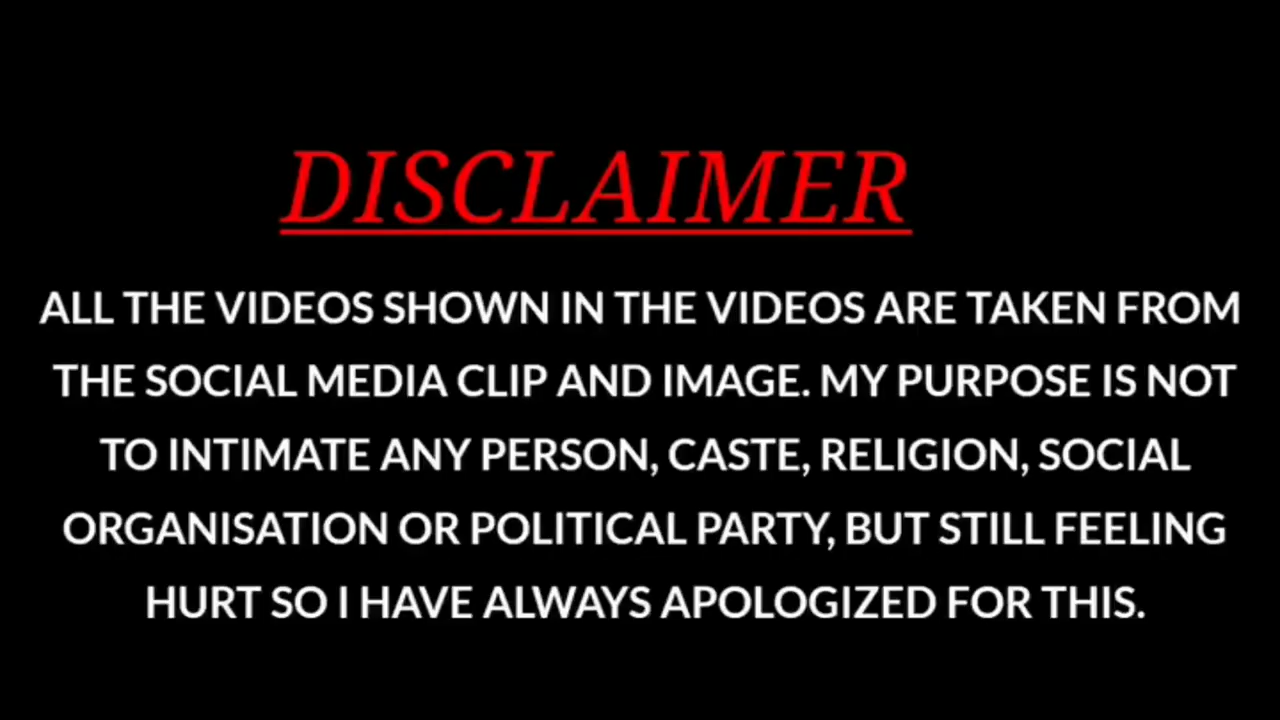 DISCLAIMER
ALL THE VIDEOS SHOWN IN THE VIDEOS ARE TAKEN FROM
THE SOCIAL MEDIA CLIP AND IMAGE. MY PURPOSE IS NOT
TO INTIMATE ANY PERSON, CASTE, RELIGION, SOCIAL
ORGANISATION OR POLITICAL PARTY, BUT STILL FEELING
HURT SO I HAVE ALWAYS APOLOGIZED FOR THIS.